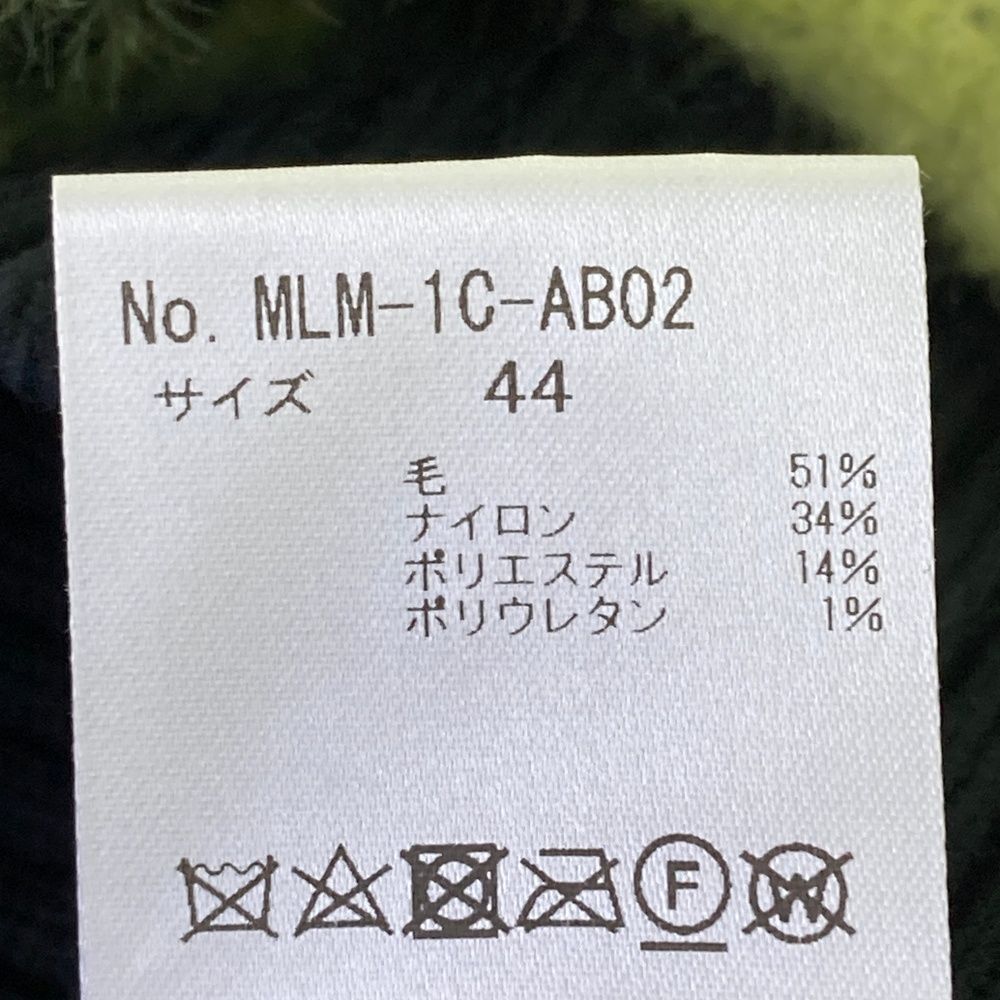 No. MLM-1C-AB02
サイズ 44
毛 51%
ナイロン 34%
ポリエステル 14%
ポリウレタン 1%
F W